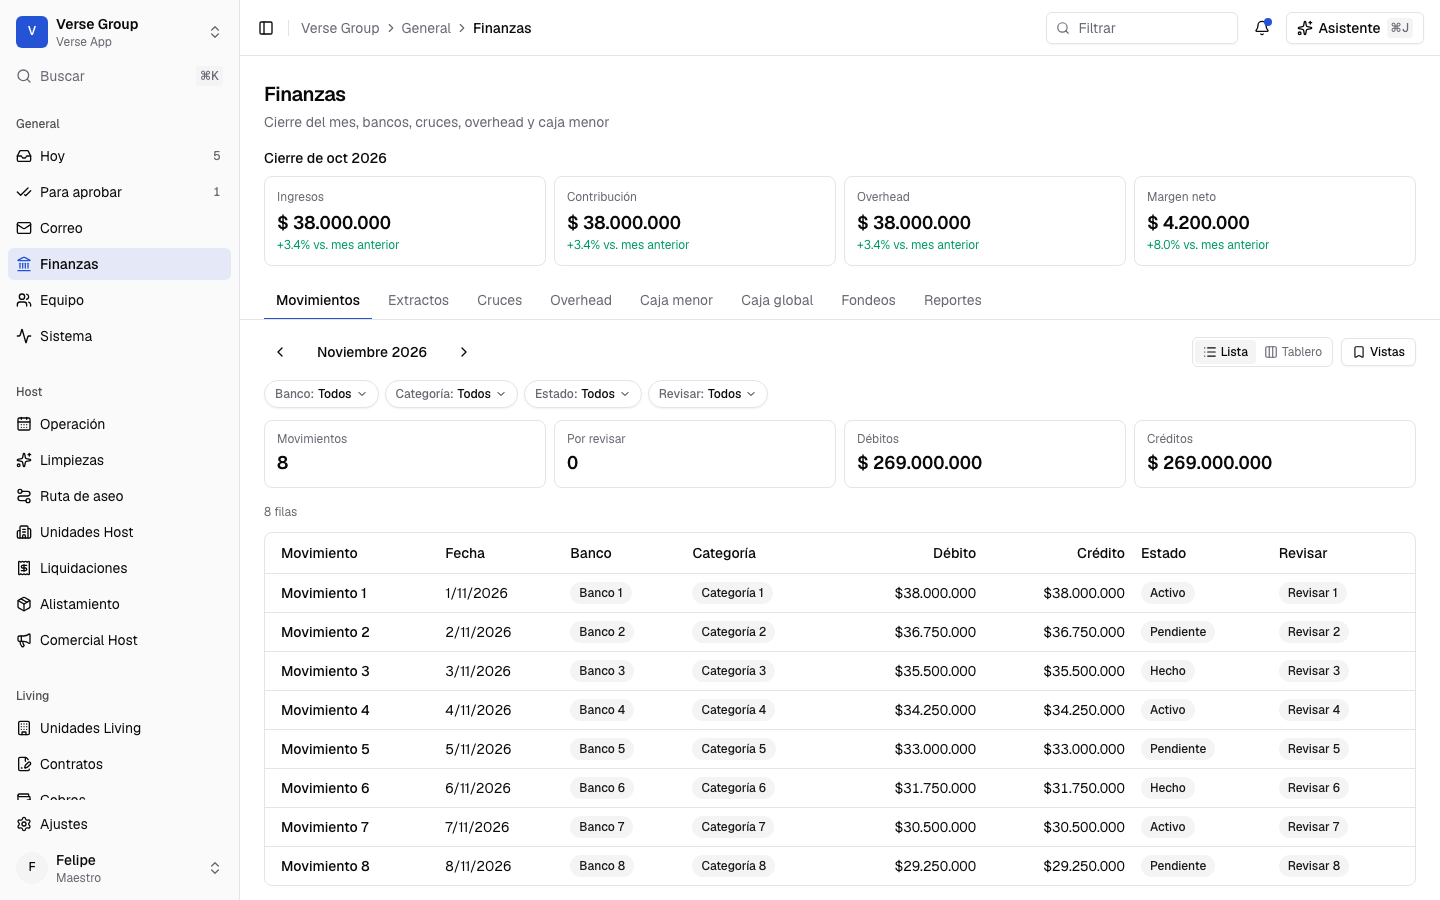 V
Verse Group
Verse App
Buscar ⌘K
General
Hoy 5
Para aprobar 1
Correo
Finanzas
Equipo
Sistema
Host
Operación
Limpiezas
Ruta de aseo
Unidades Host
Liquidaciones
Alistamiento
Comercial Host
Living
Unidades Living
Contratos
Cobros
Ajustes
F
Felipe
Maestro
Verse Group General Finanzas
Filtrar
Asistente ⌘J
Finanzas
Cierre del mes, bancos, cruces, overhead y caja menor
Cierre de oct 2026
Ingresos
$ 38.000.000
+3.4% vs. mes anterior
Contribución
$ 38.000.000
+3.4% vs. mes anterior
Overhead
$ 38.000.000
+3.4% vs. mes anterior
Margen neto
$ 4.200.000
+8.0% vs. mes anterior
Movimientos Extractos Cruces Overhead Caja menor Caja global Fondeos Reportes
Noviembre 2026
Lista Tablero Vistas
Banco: Todos Categoría: Todos Estado: Todos Revisar: Todos
Movimientos
8
Por revisar
0
Débitos
$ 269.000.000
Créditos
$ 269.000.000
8 filas
Movimiento Fecha Banco Categoría Débito Crédito Estado Revisar
Movimiento 1 1/11/2026 Banco 1 Categoría 1 $38.000.000 $38.000.000 Activo Revisar 1
Movimiento 2 2/11/2026 Banco 2 Categoría 2 $36.750.000 $36.750.000 Pendiente Revisar 2
Movimiento 3 3/11/2026 Banco 3 Categoría 3 $35.500.000 $35.500.000 Hecho Revisar 3
Movimiento 4 4/11/2026 Banco 4 Categoría 4 $34.250.000 $34.250.000 Activo Revisar 4
Movimiento 5 5/11/2026 Banco 5 Categoría 5 $33.000.000 $33.000.000 Pendiente Revisar 5
Movimiento 6 6/11/2026 Banco 6 Categoría 6 $31.750.000 $31.750.000 Hecho Revisar 6
Movimiento 7 7/11/2026 Banco 7 Categoría 7 $30.500.000 $30.500.000 Activo Revisar 7
Movimiento 8 8/11/2026 Banco 8 Categoría 8 $29.250.000 $29.250.000 Pendiente Revisar 8